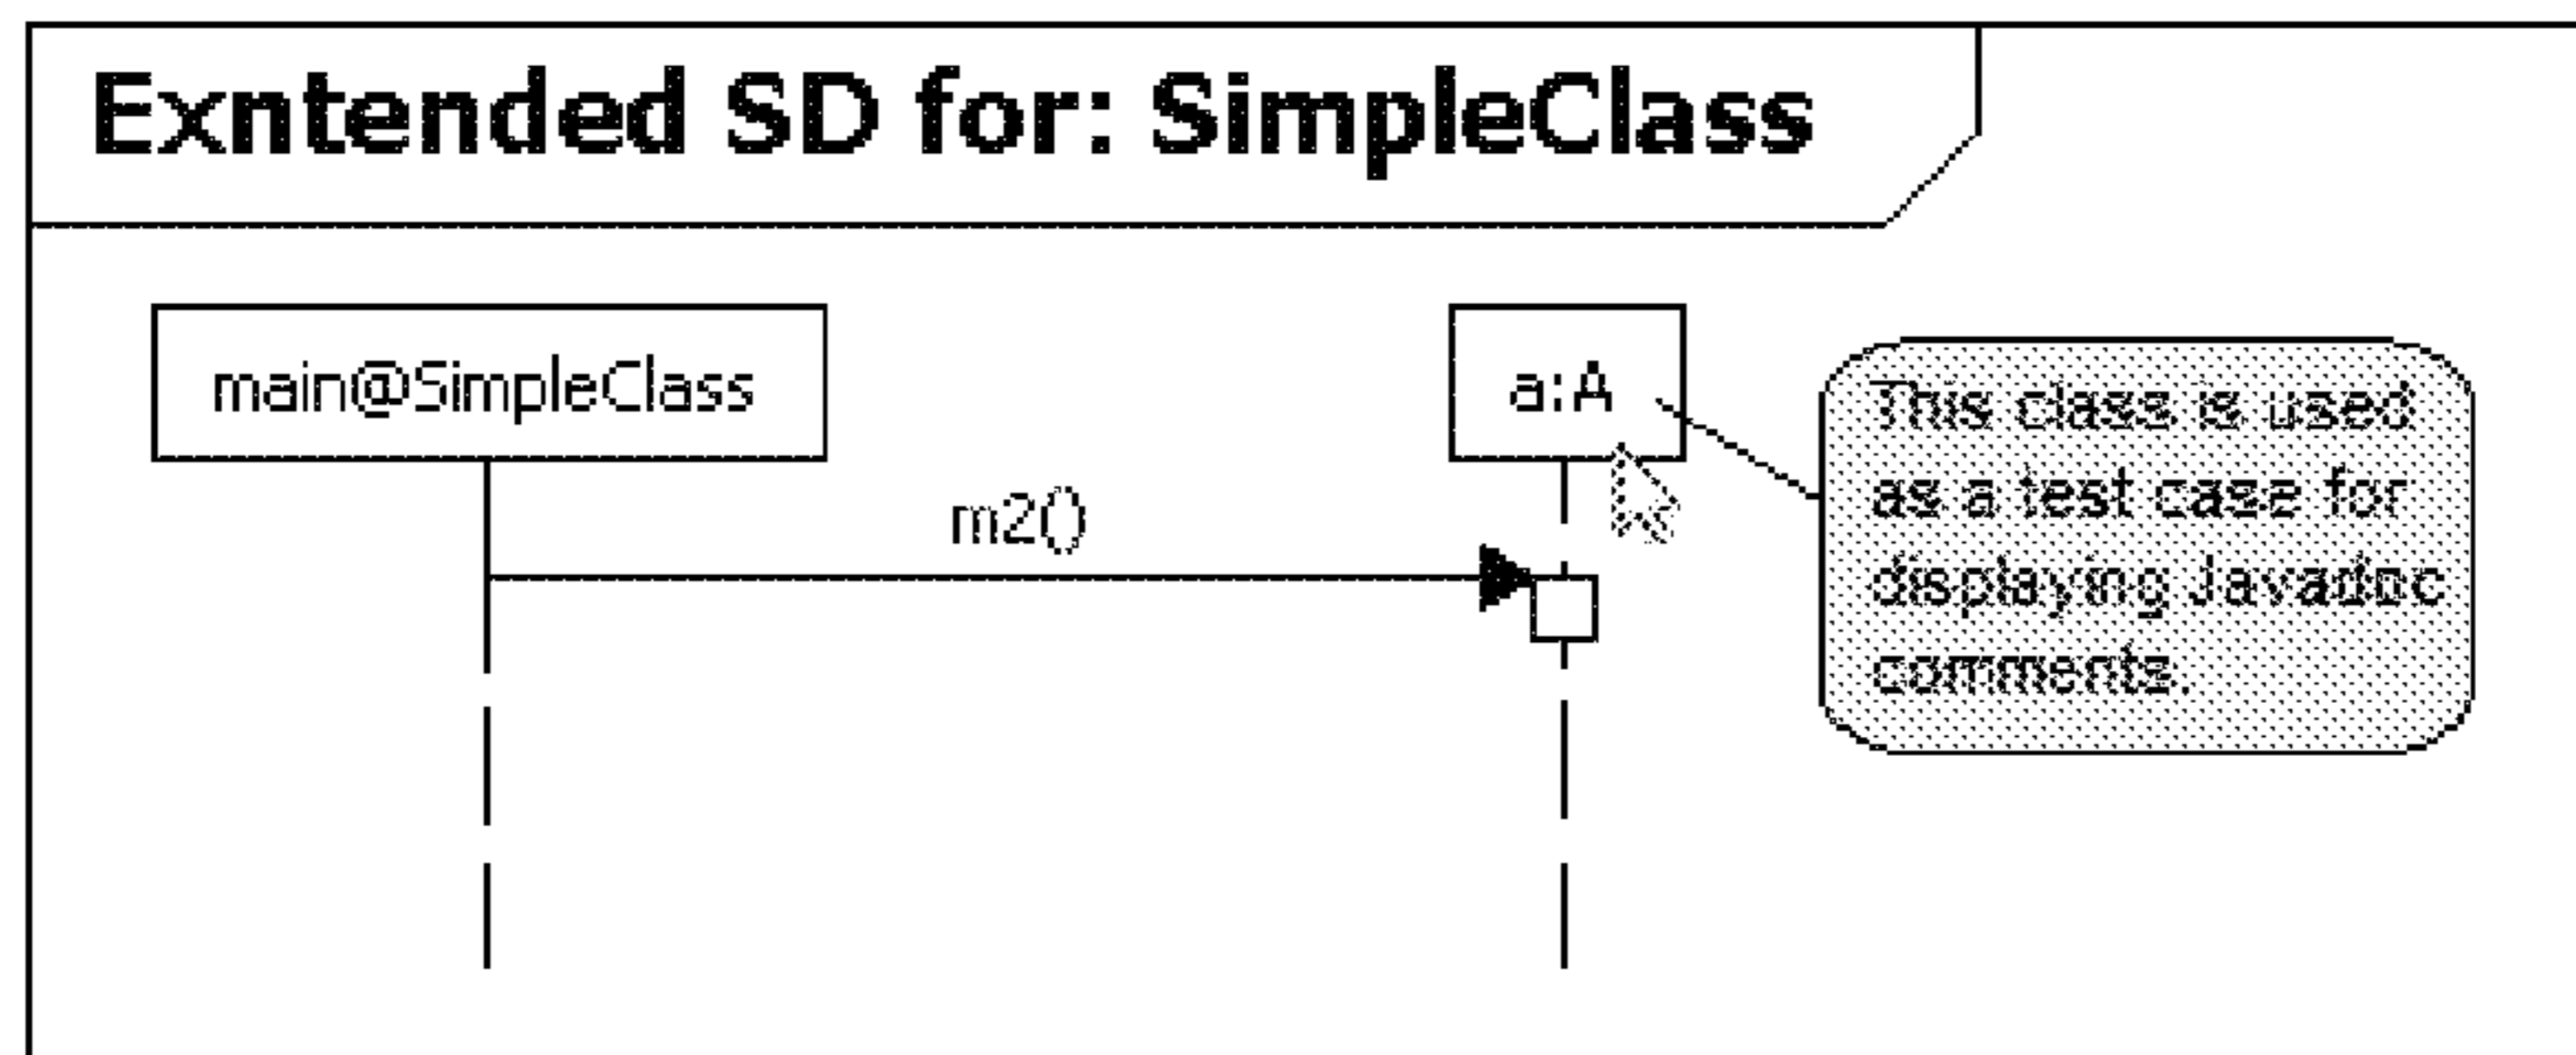 Exntended SD for: SimpleClass
main@SimpleClass
a:A
m2()
This class is used
as a test case for
displaying Javadoc
comments.